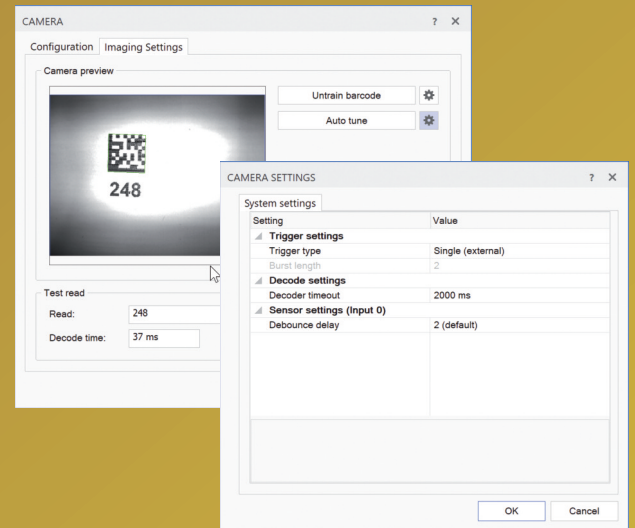 CAMERA ? ×
Configuration Imaging Settings
Camera preview
Untrain barcode
Auto tune
248
Test read
Read: 248
Decode time: 37 ms
CAMERA SETTINGS ? ×
System settings
Setting Value
Trigger settings
Trigger type Single (external)
Burst length 2
Decode settings
Decoder timeout 2000 ms
Sensor settings (Input 0)
Debounce delay 2 (default)
OK Cancel